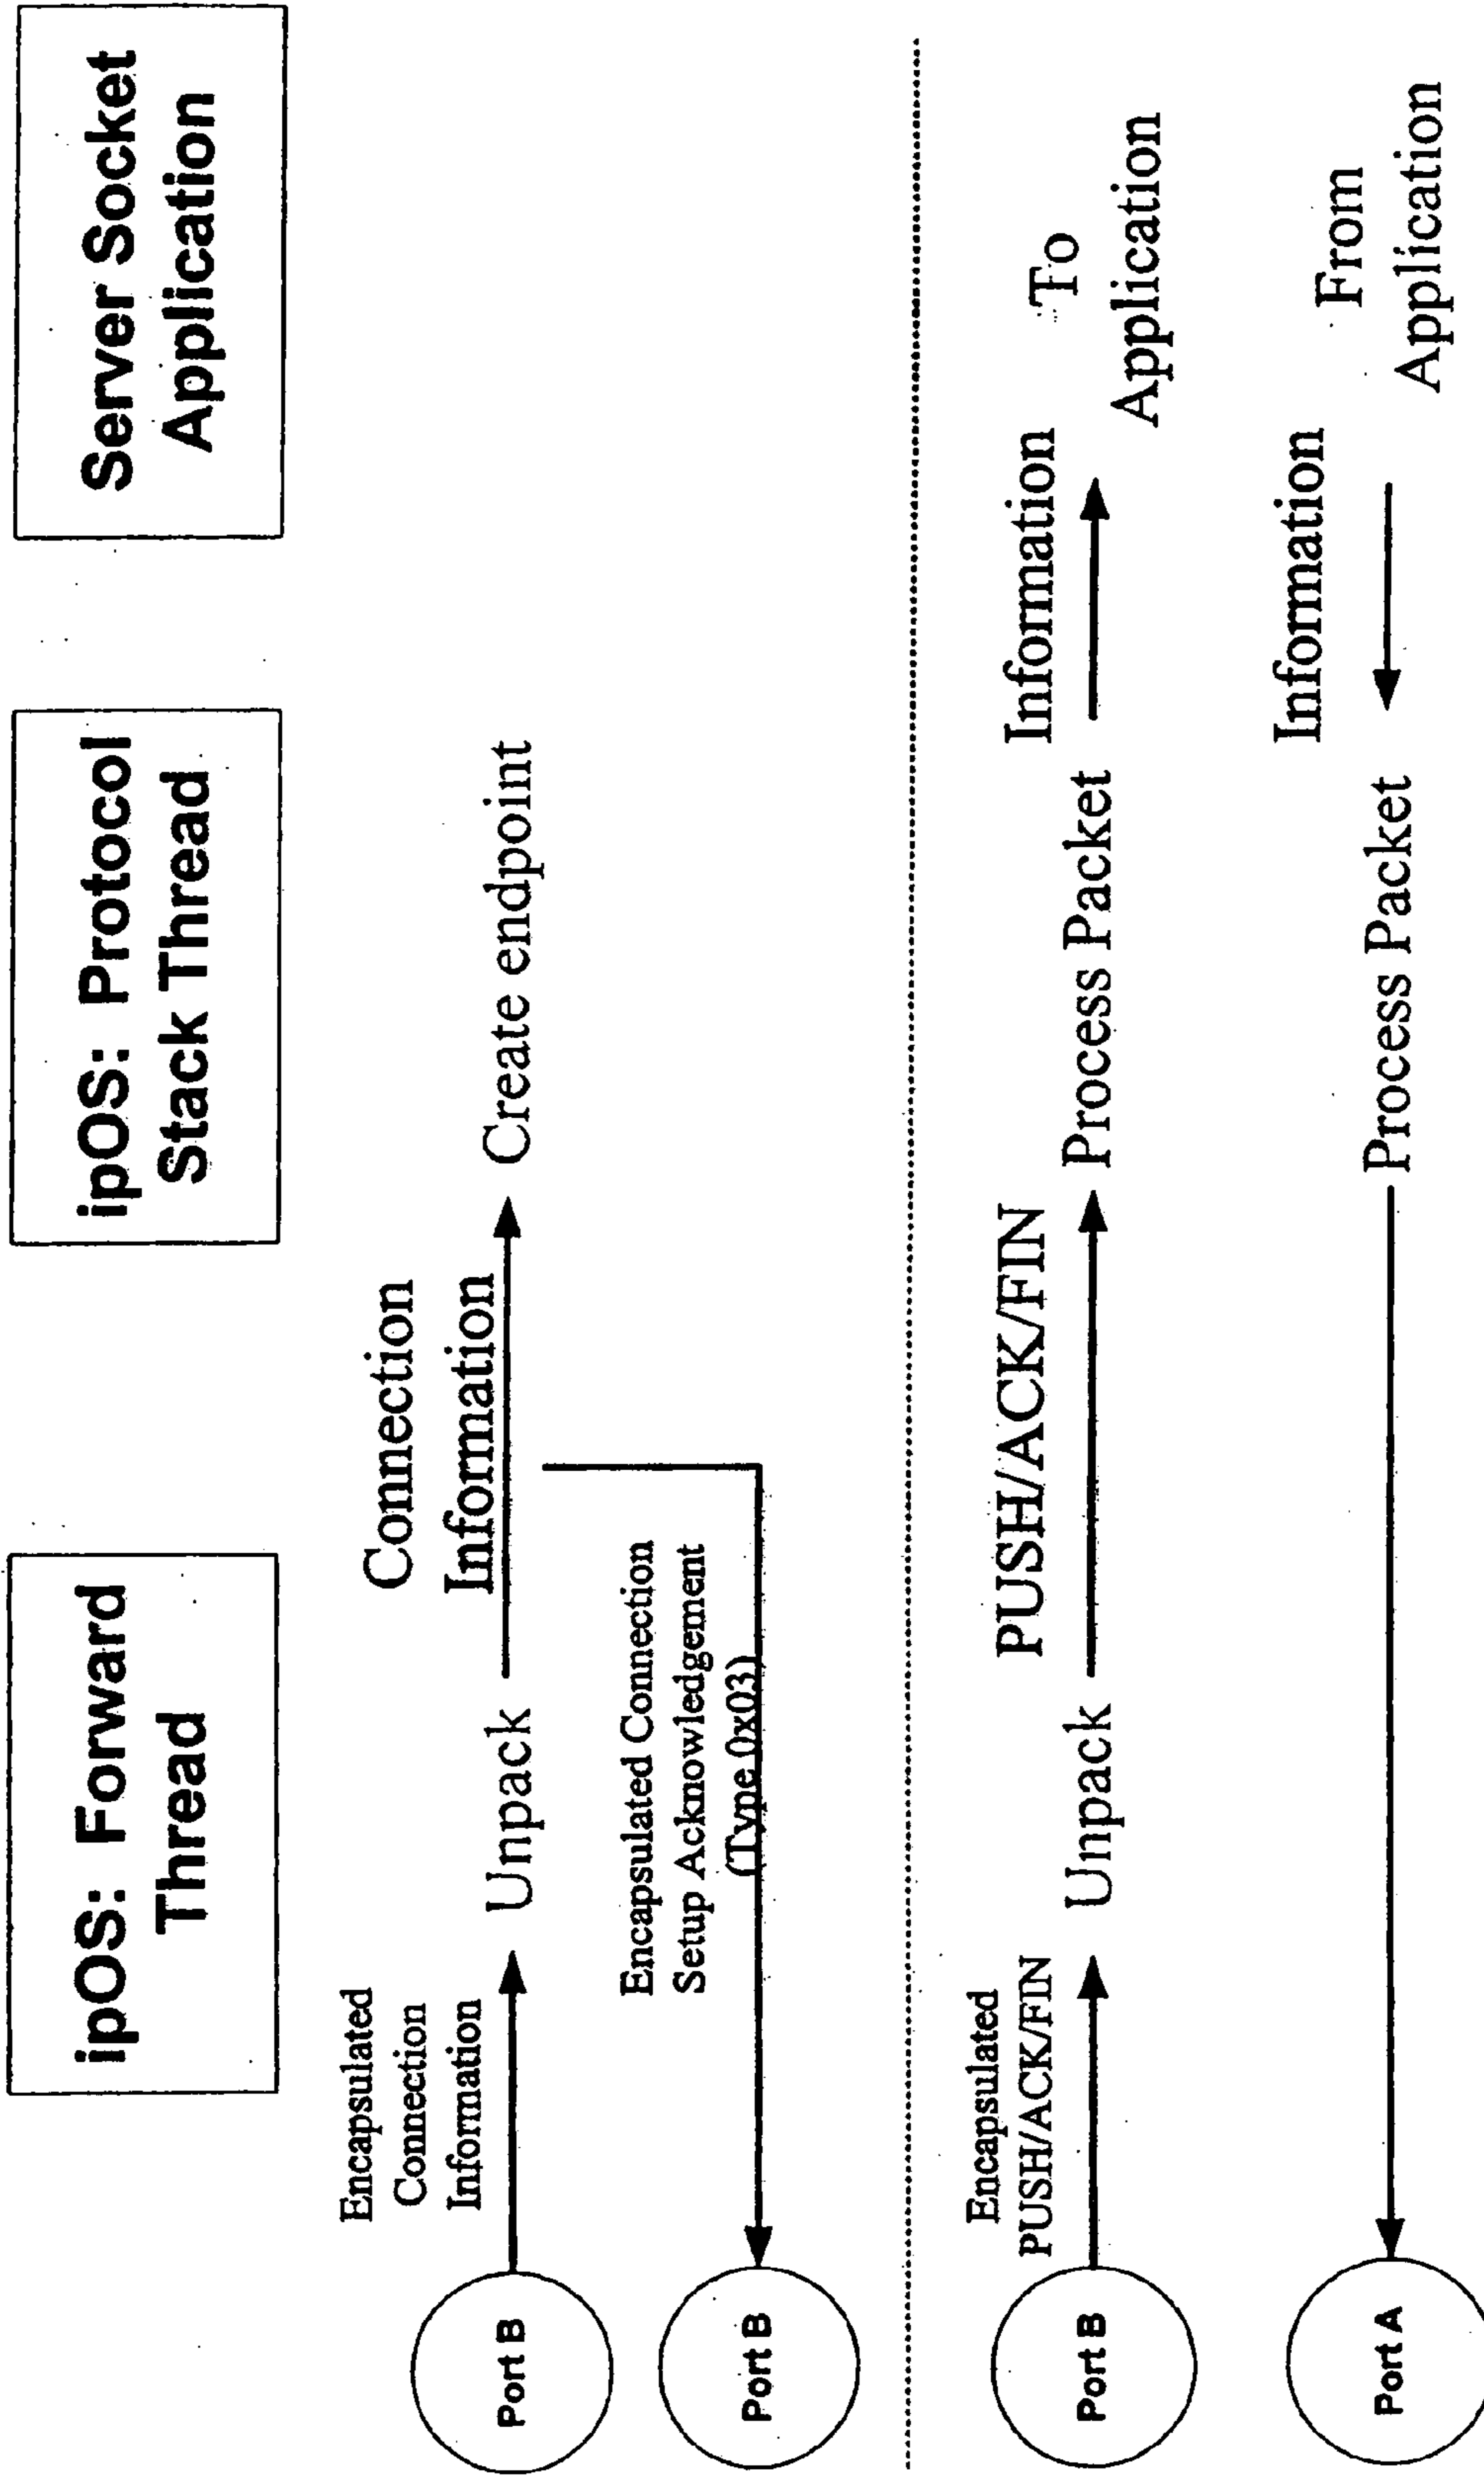 ipOS: Forward
Thread
ipOS: Protocol
Stack Thread
Server Socket
Application
Port B
Encapsulated
Connection
Information
Unpack
Connection
Information
Create endpoint
Port B
Encapsulated Connection
Setup Acknowledgement
(Type 0x03)
Port B
Encapsulated
PUSH/ACK/FIN
Unpack
PUSH/ACK/FIN
Process Packet
Information
To
Application
Port A
Process Packet
Information
From
Application